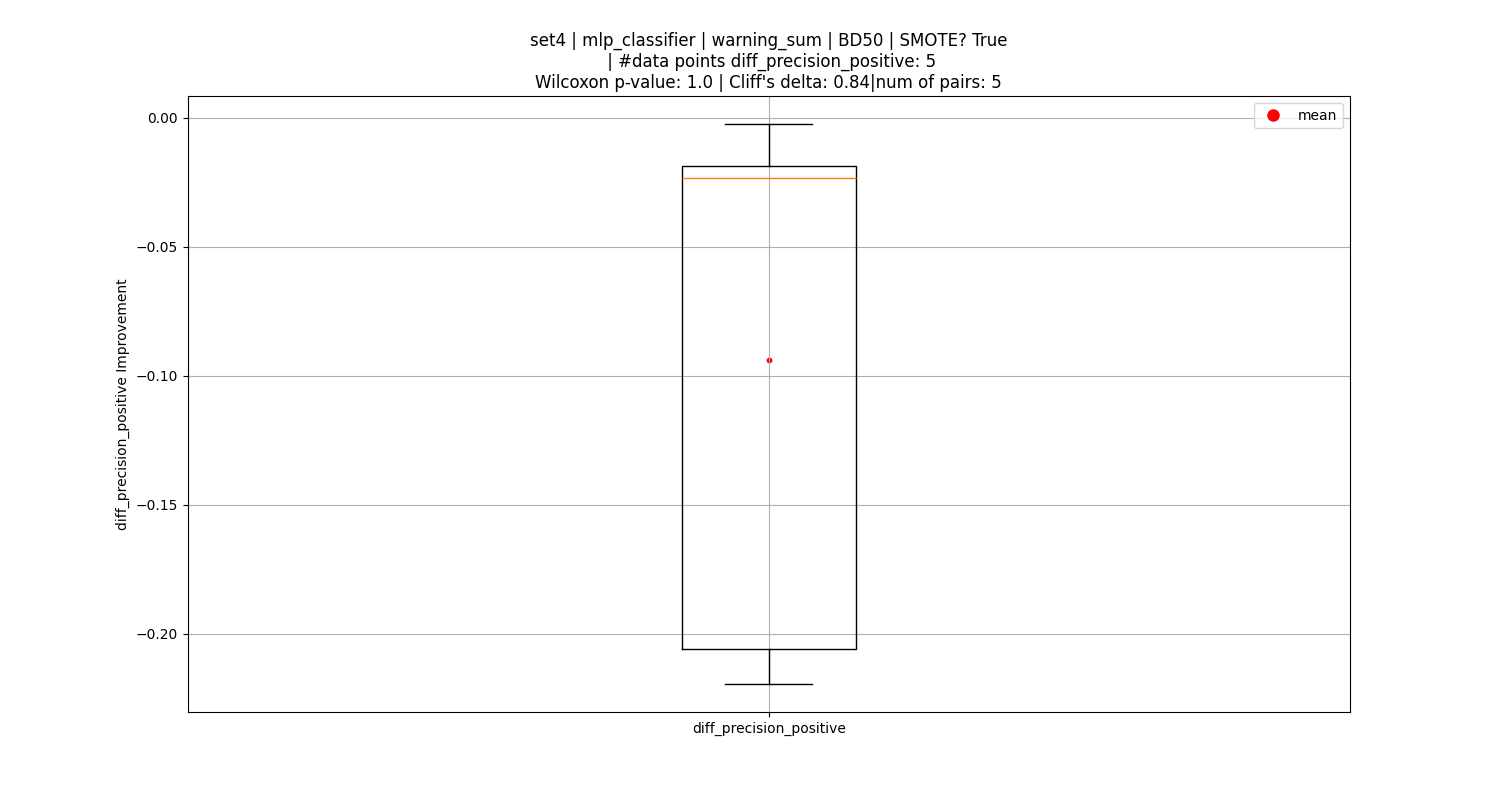 set4 | mlp_classifier | warning_sum | BD50 | SMOTE? True
| #data points diff_precision_positive: 5
Wilcoxon p-value: 1.0 | Cliff's delta: 0.84|num of pairs: 5
mean
0.00
−0.05
−0.10
−0.15
−0.20
diff_precision_positive Improvement
diff_precision_positive